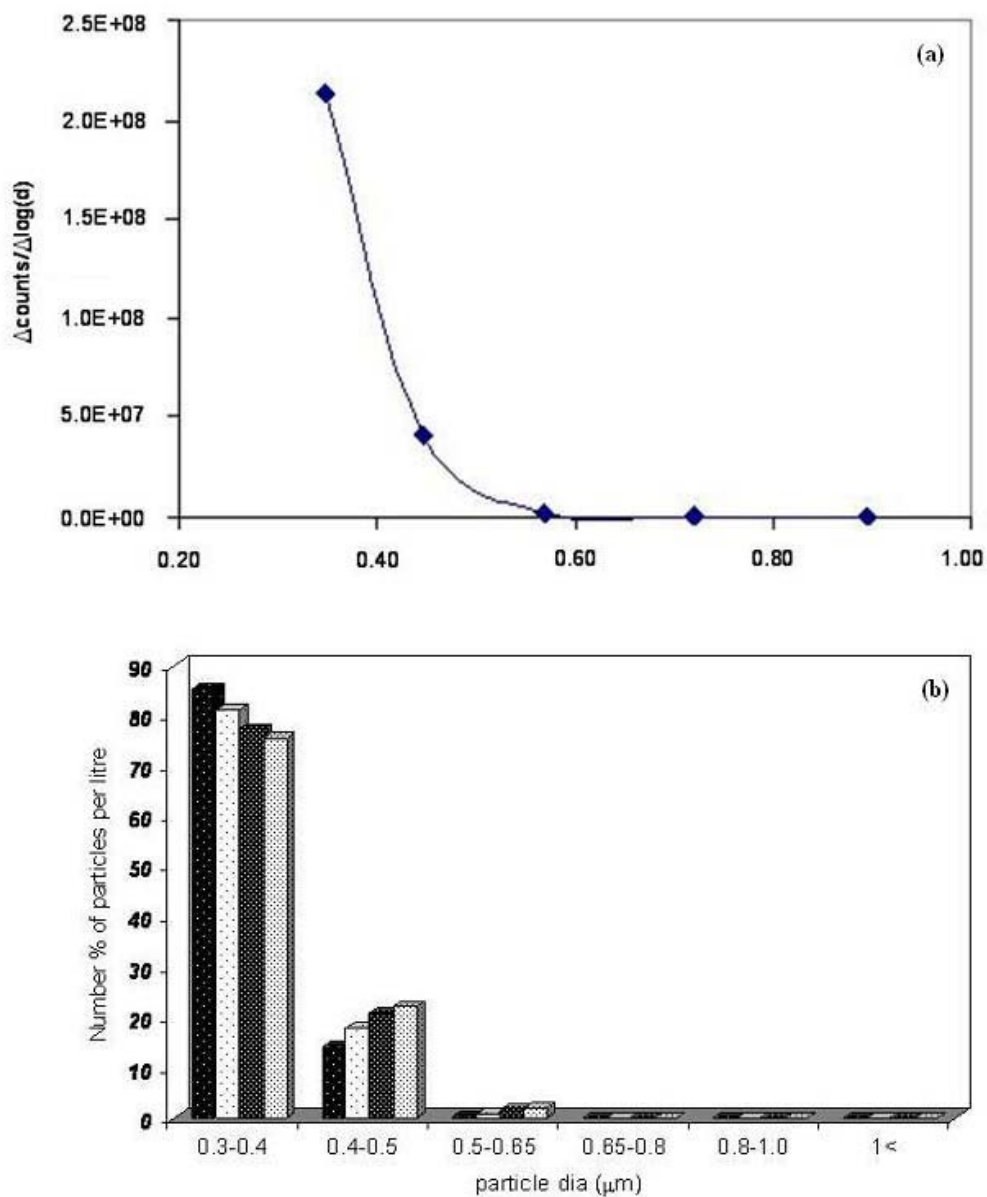 (a)
Δcounts/Δlog(d)
2.5E+08
2.0E+08
1.5E+08
1.0E+08
5.0E+07
0.0E+00
0.20 0.40 0.60 0.80 1.00
(b)
Number % of particles per litre
90
80
70
60
50
40
30
20
10
0
0.3-0.4 0.4-0.5 0.5-0.65 0.65-0.8 0.8-1.0 1<
particle dia (μm)